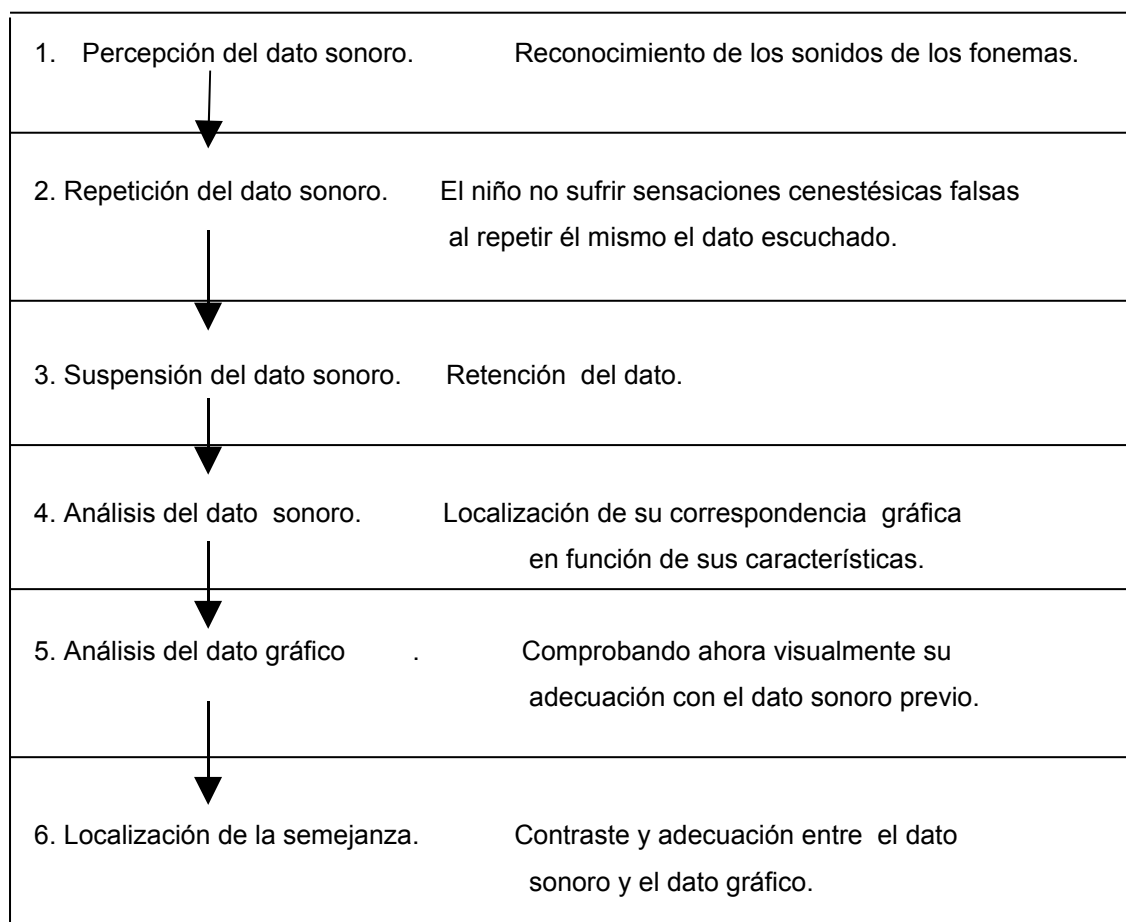 1. Percepción del dato sonoro. Reconocimiento de los sonidos de los fonemas.
2. Repetición del dato sonoro. El niño no sufrir sensaciones cenestésicas falsas
al repetir él mismo el dato escuchado.
3. Suspensión del dato sonoro. Retención del dato.
4. Análisis del dato sonoro. Localización de su correspondencia gráfica
en función de sus características.
5. Análisis del dato gráfico . Comprobando ahora visualmente su
adecuación con el dato sonoro previo.
6. Localización de la semejanza. Contraste y adecuación entre el dato
sonoro y el dato gráfico.